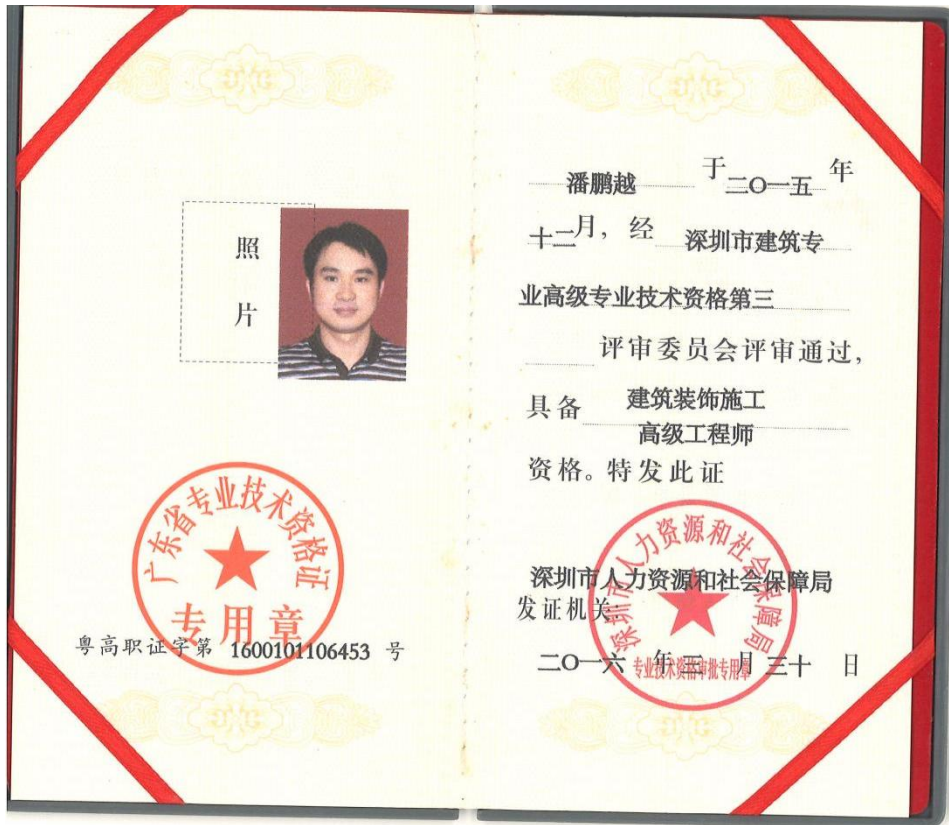 照
片
广东省专业技术资格证
专用章
粤高职证字第 1600101106453 号
潘鹏越 于 二O一五 年
十二月，经 深圳市建筑专
业高级专业技术资格第三
评审委员会评审通过，
具备 建筑装饰施工
高级工程师
资格。特发此证
深圳市人力资源和社会保障局
深圳市人力资源和社会保障局
发证机关：
二O一六 年 三 月 三十 日
专业技术资格审批专用章